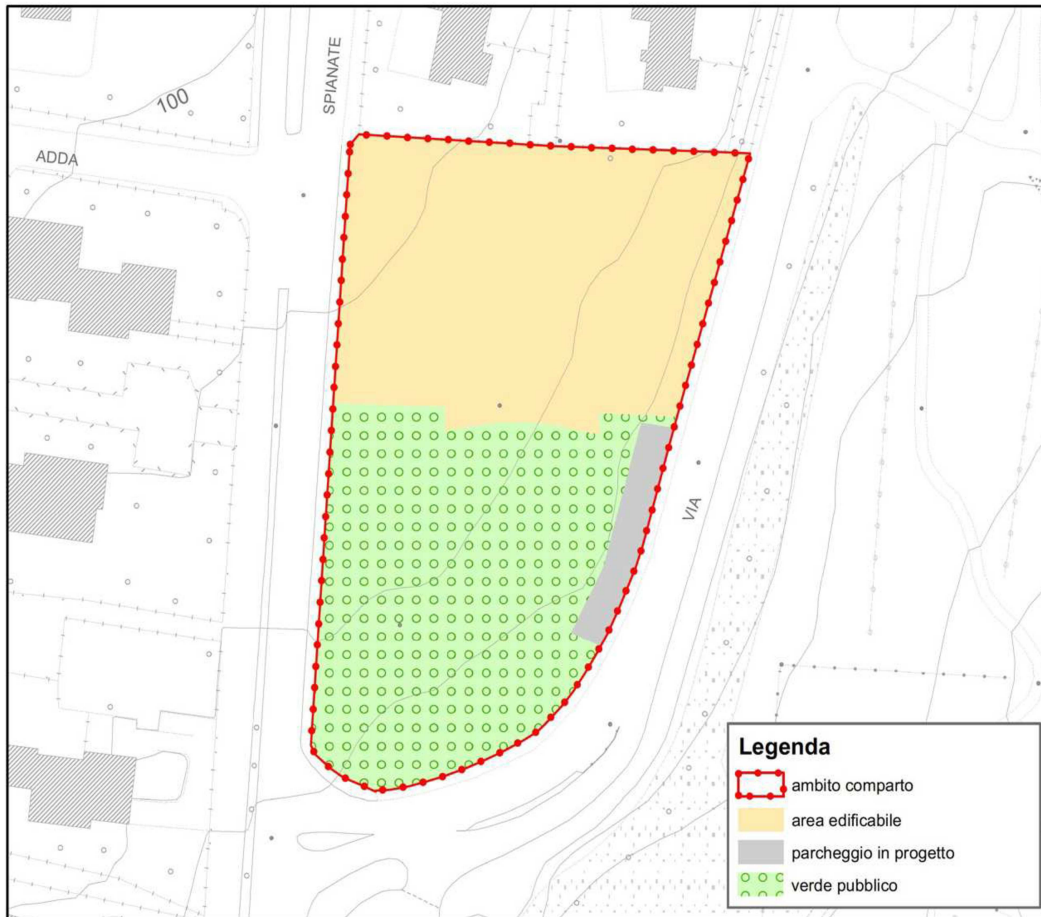 SPIANATE
100
ADDA
VIA
Legenda
ambito comparto
area edificabile
parcheggio in progetto
verde pubblico